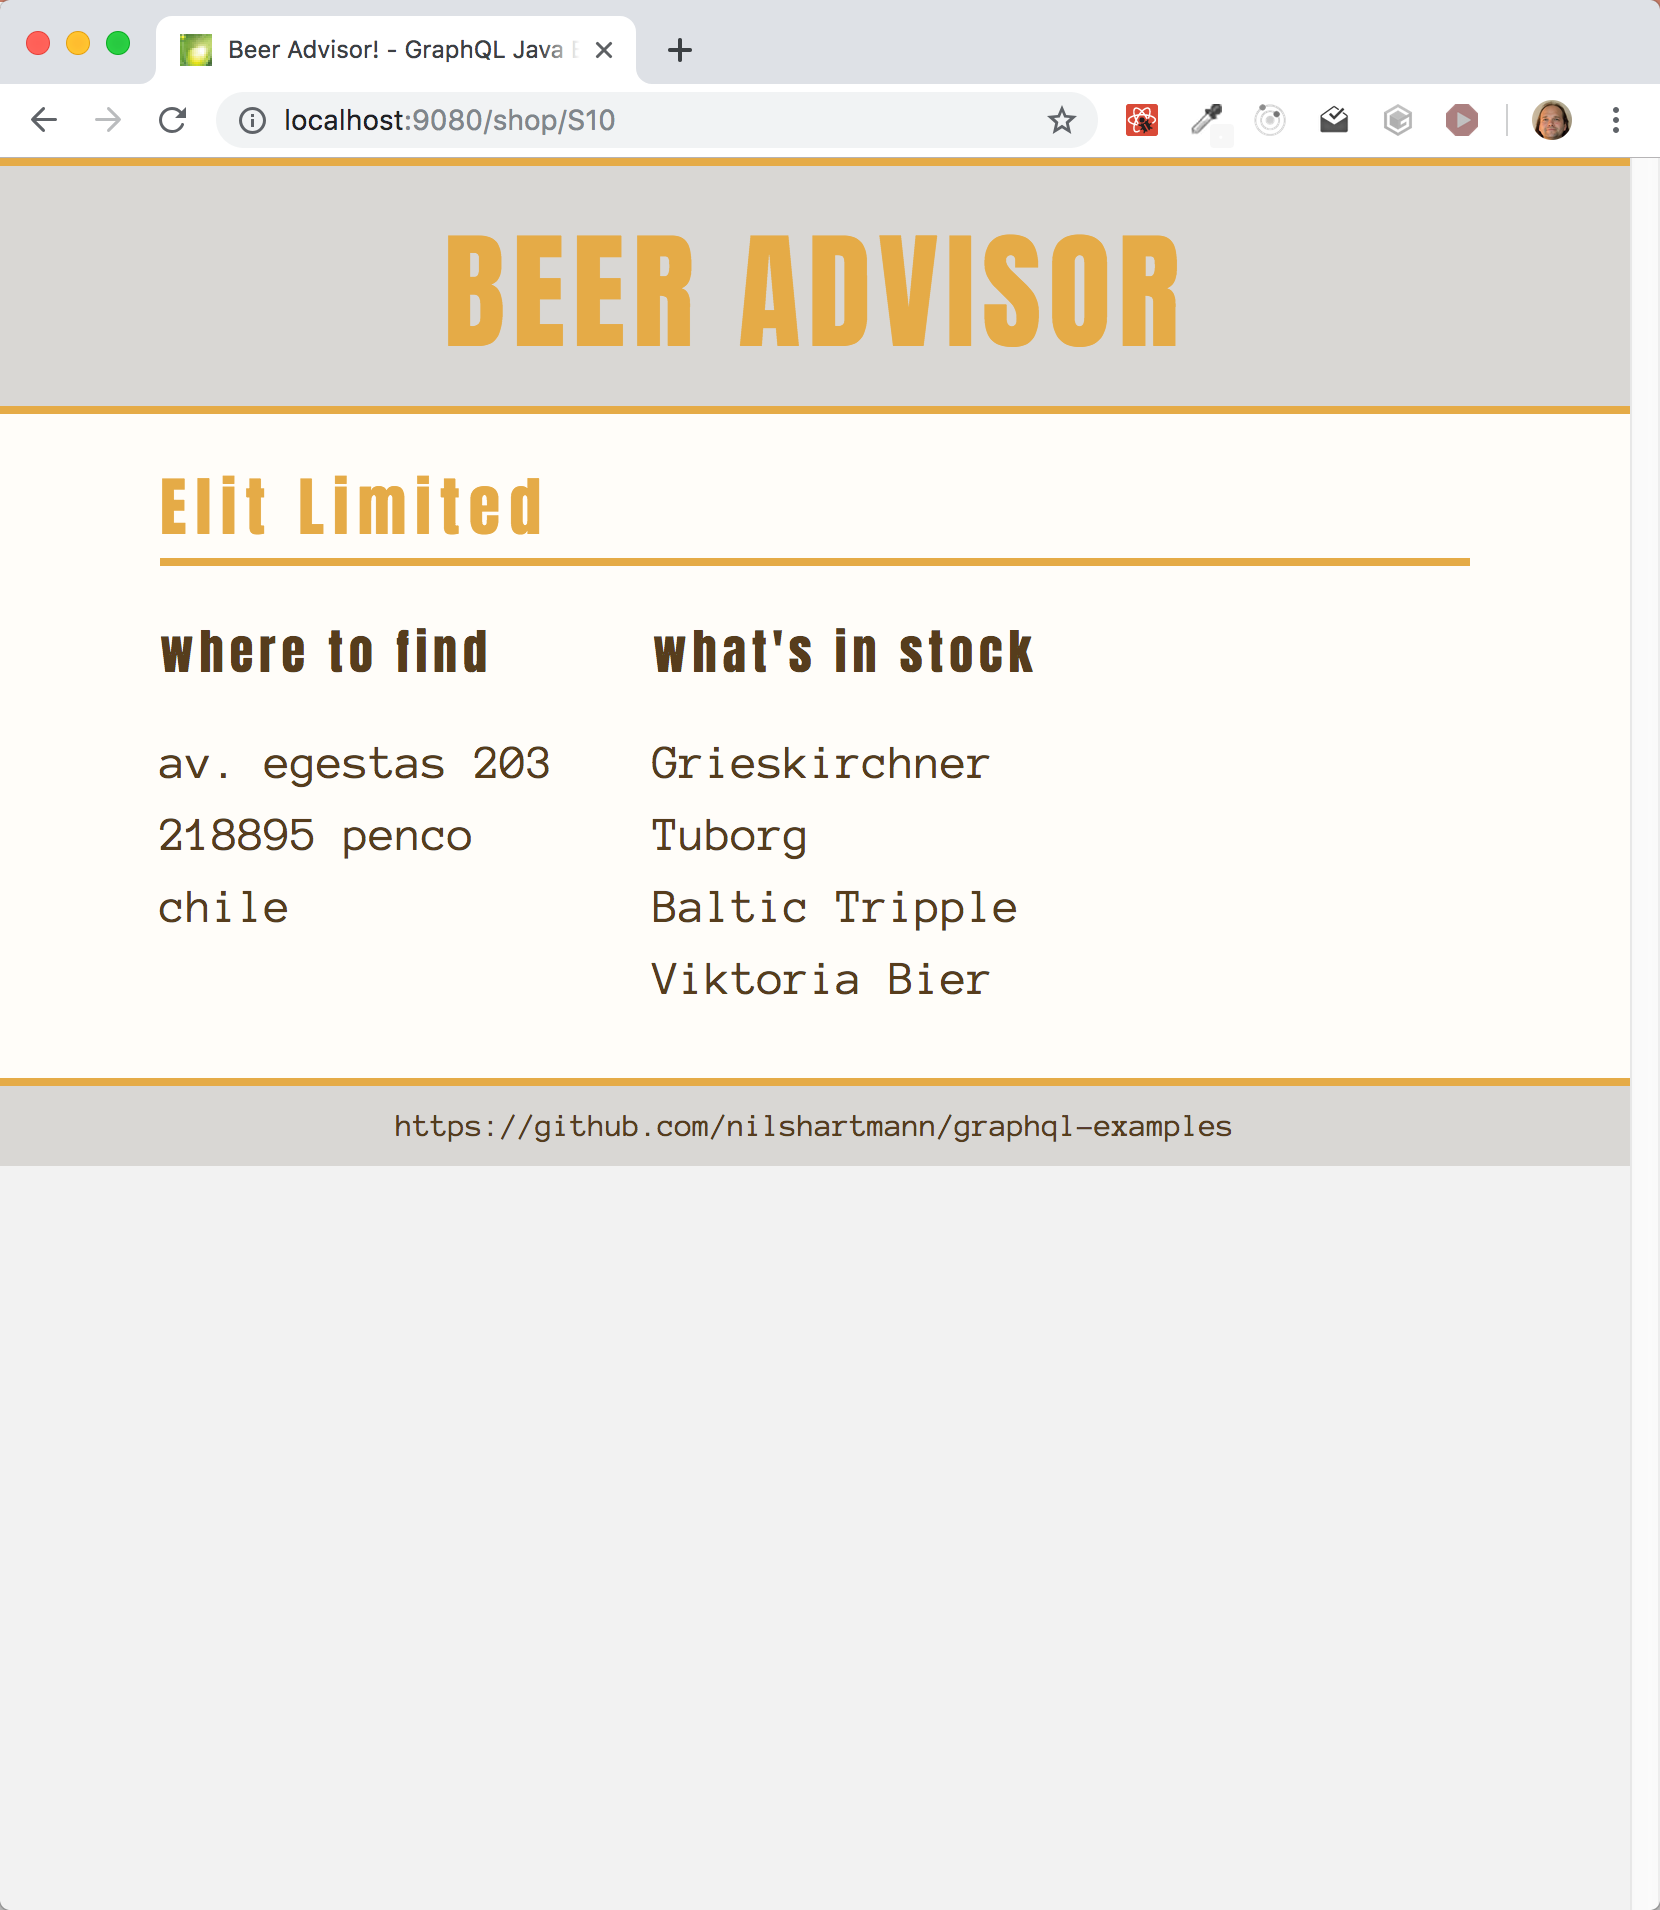 Beer Advisor! - GraphQL Java
localhost:9080/shop/S10
BEER ADVISOR
Elit Limited
where to find
av. egestas 203
218895 penco
chile
what's in stock
Grieskirchner
Tuborg
Baltic Tripple
Viktoria Bier
https://github.com/nilshartmann/graphql-examples